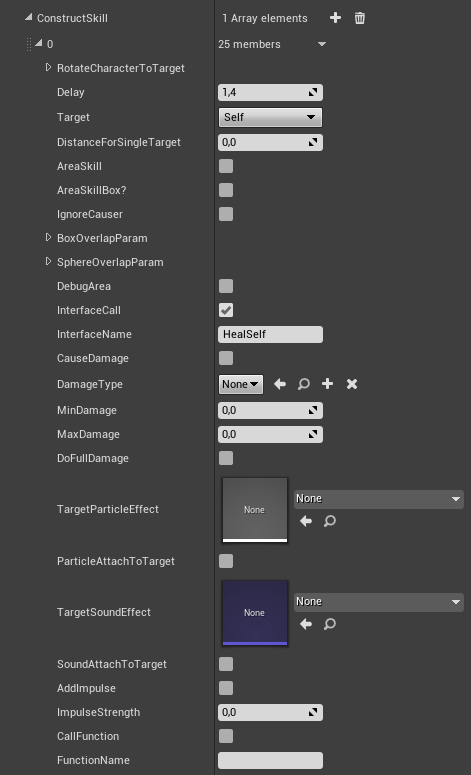 ConstructSkill 1 Array elements
0 25 members
RotateCharacterToTarget
Delay 1,4
Target Self
DistanceForSingleTarget 0,0
AreaSkill
AreaSkillBox?
IgnoreCauser
BoxOverlapParam
SphereOverlapParam
DebugArea
InterfaceCall
InterfaceName HealSelf
CauseDamage
DamageType None
MinDamage 0,0
MaxDamage 0,0
DoFullDamage
TargetParticleEffect None None
ParticleAttachToTarget
TargetSoundEffect None None
SoundAttachToTarget
AddImpulse
ImpulseStrength 0,0
CallFunction
FunctionName